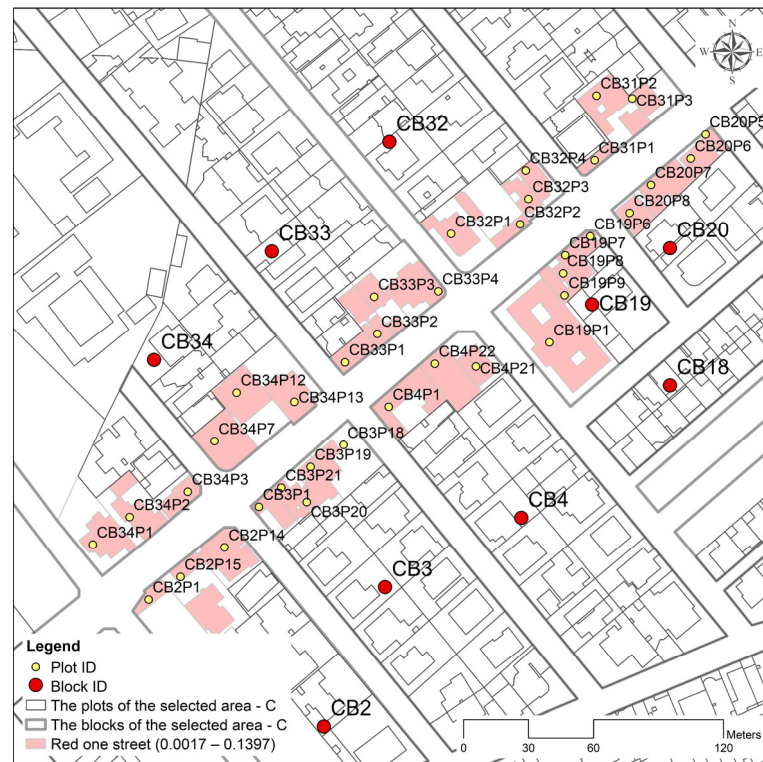 N
W E
S
CB31P2
CB31P3
CB20P5
CB32
CB31P1
CB20P6
CB32P4
CB20P7
CB32P3
CB20P8
CB32P1
CB32P2
CB19P6
CB20
CB33
CB19P7
CB19P8
CB19P9
CB33P4
CB33P3
CB19
CB33P2
CB19P1
CB33P1
CB34
CB4P22
CB4P21
CB18
CB34P12
CB34P13
CB4P1
CB34P7
CB3P18
CB3P19
CB34P3
CB3P21
CB34P2
CB3P1
CB3P20
CB4
CB34P1
CB2P14
CB2P15
CB3
CB2P1
CB2
Legend
Plot ID
Block ID
The plots of the selected area - C
The blocks of the selected area - C
Red one street (0.0017 – 0.1397)
Meters
0 30 60 120